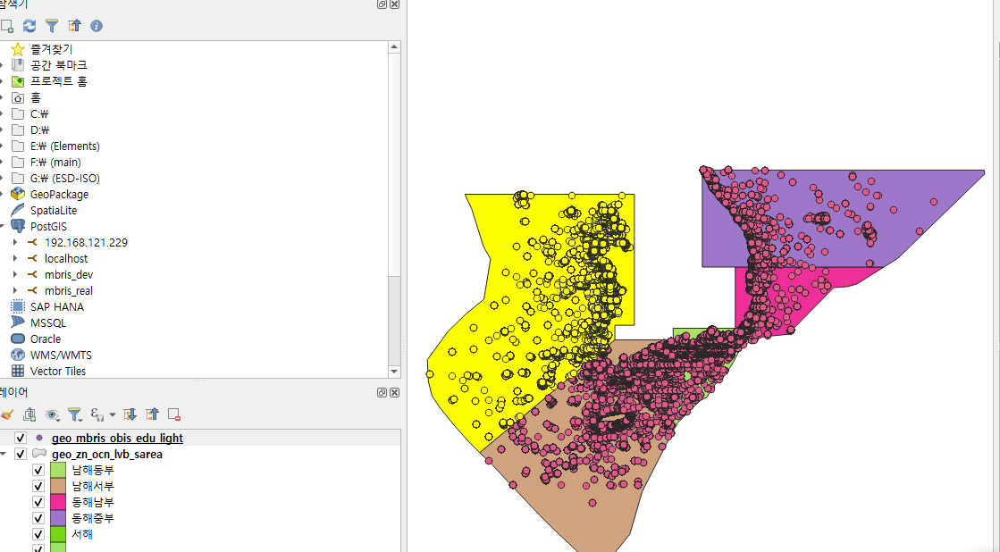 탐색기
즐겨찾기
공간 북마크
프로젝트 홈
홈
C:₩
D:₩
E:₩ (Elements)
F:₩ (main)
G:₩ (ESD-ISO)
GeoPackage
SpatiaLite
PostGIS
192.168.121.229
localhost
mbris_dev
mbris_real
SAP HANA
MSSQL
Oracle
WMS/WMTS
Vector Tiles
레이어
geo_mbris_obis_edu_light
geo_zn_ocn_lvb_sarea
남해동부
남해서부
동해남부
동해중부
서해